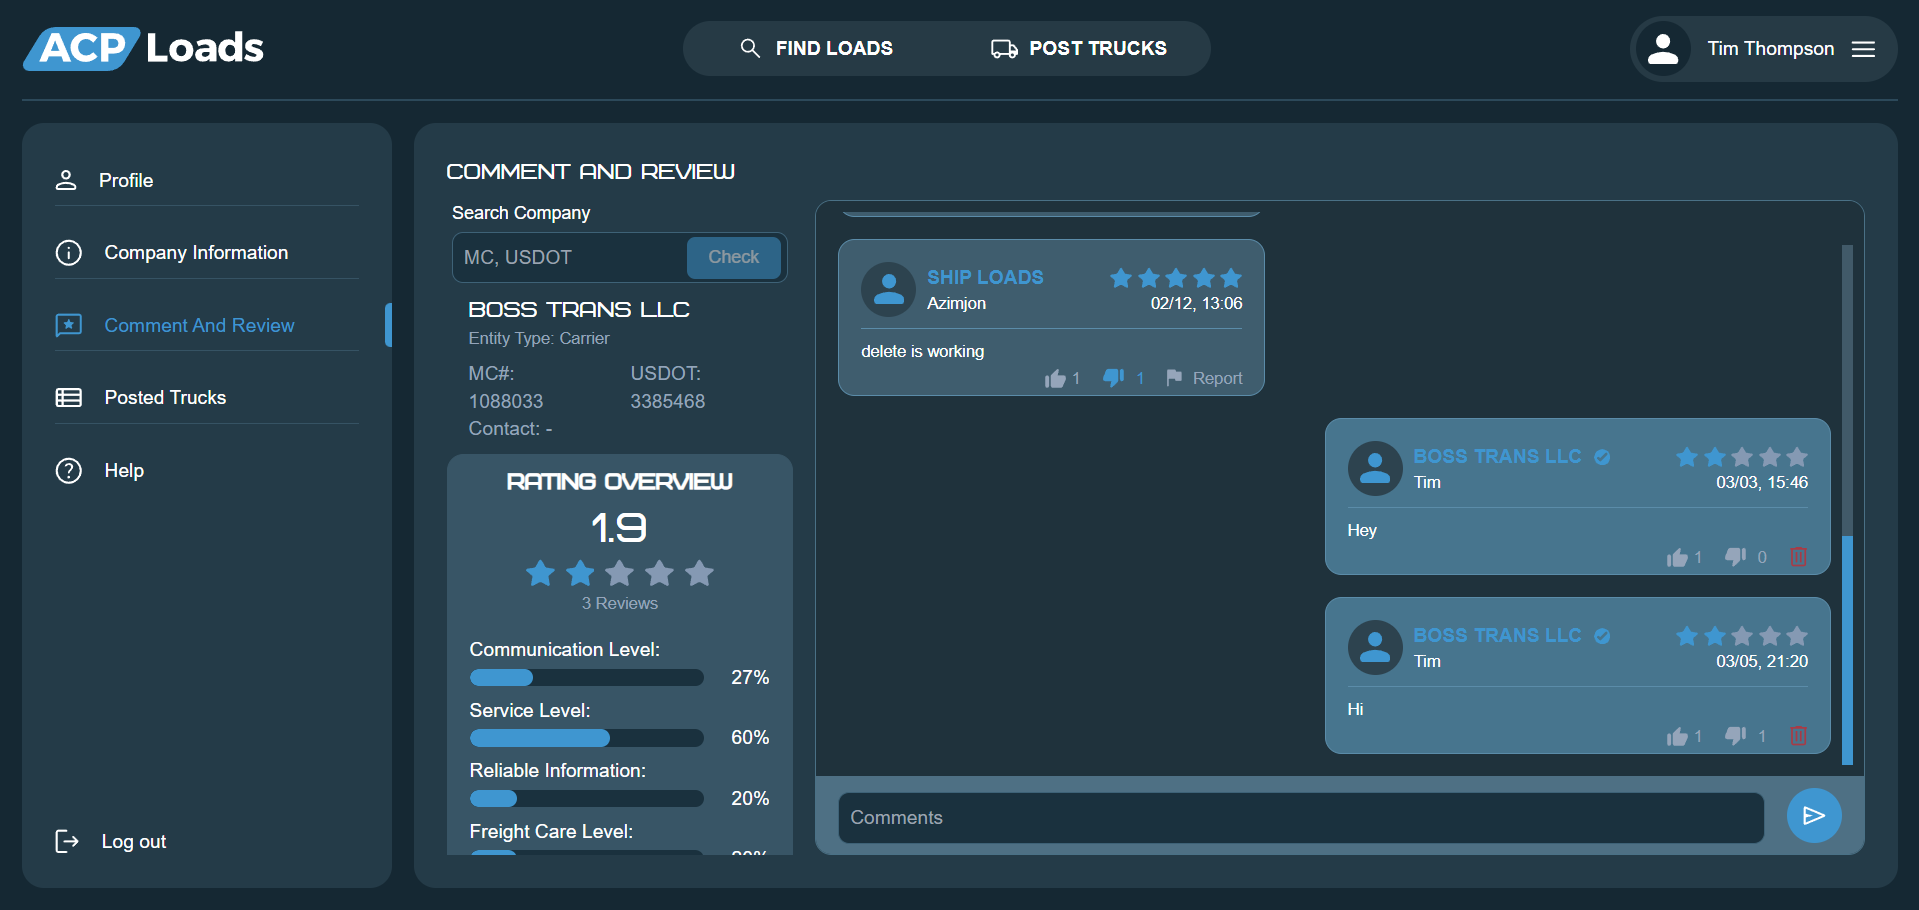 ACP Loads
FIND LOADS
POST TRUCKS
Tim Thompson
Profile
Company Information
Comment And Review
Posted Trucks
Help
Log out
COMMENT AND REVIEW
Search Company
MC, USDOT
Check
BOSS TRANS LLC
Entity Type: Carrier
MC#:
1088033
USDOT:
3385468
Contact: -
RATING OVERVIEW
1.9
3 Reviews
Communication Level:
27%
Service Level:
60%
Reliable Information:
20%
Freight Care Level:
SHIP LOADS
Azimjon
02/12, 13:06
delete is working
1
1
Report
BOSS TRANS LLC
Tim
03/03, 15:46
Hey
1
0
BOSS TRANS LLC
Tim
03/05, 21:20
Hi
1
1
Comments